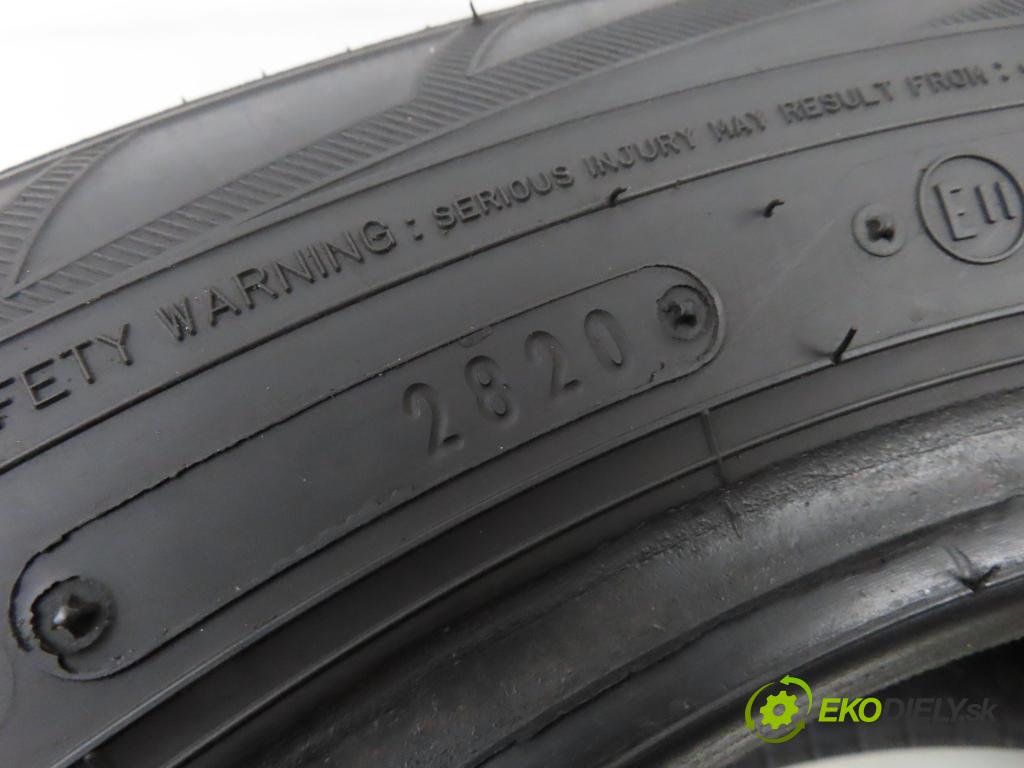 FETY WARNING : SERIOUS INJURY MAY RESULT FROM :
2820
E11
EKODIELY.sk